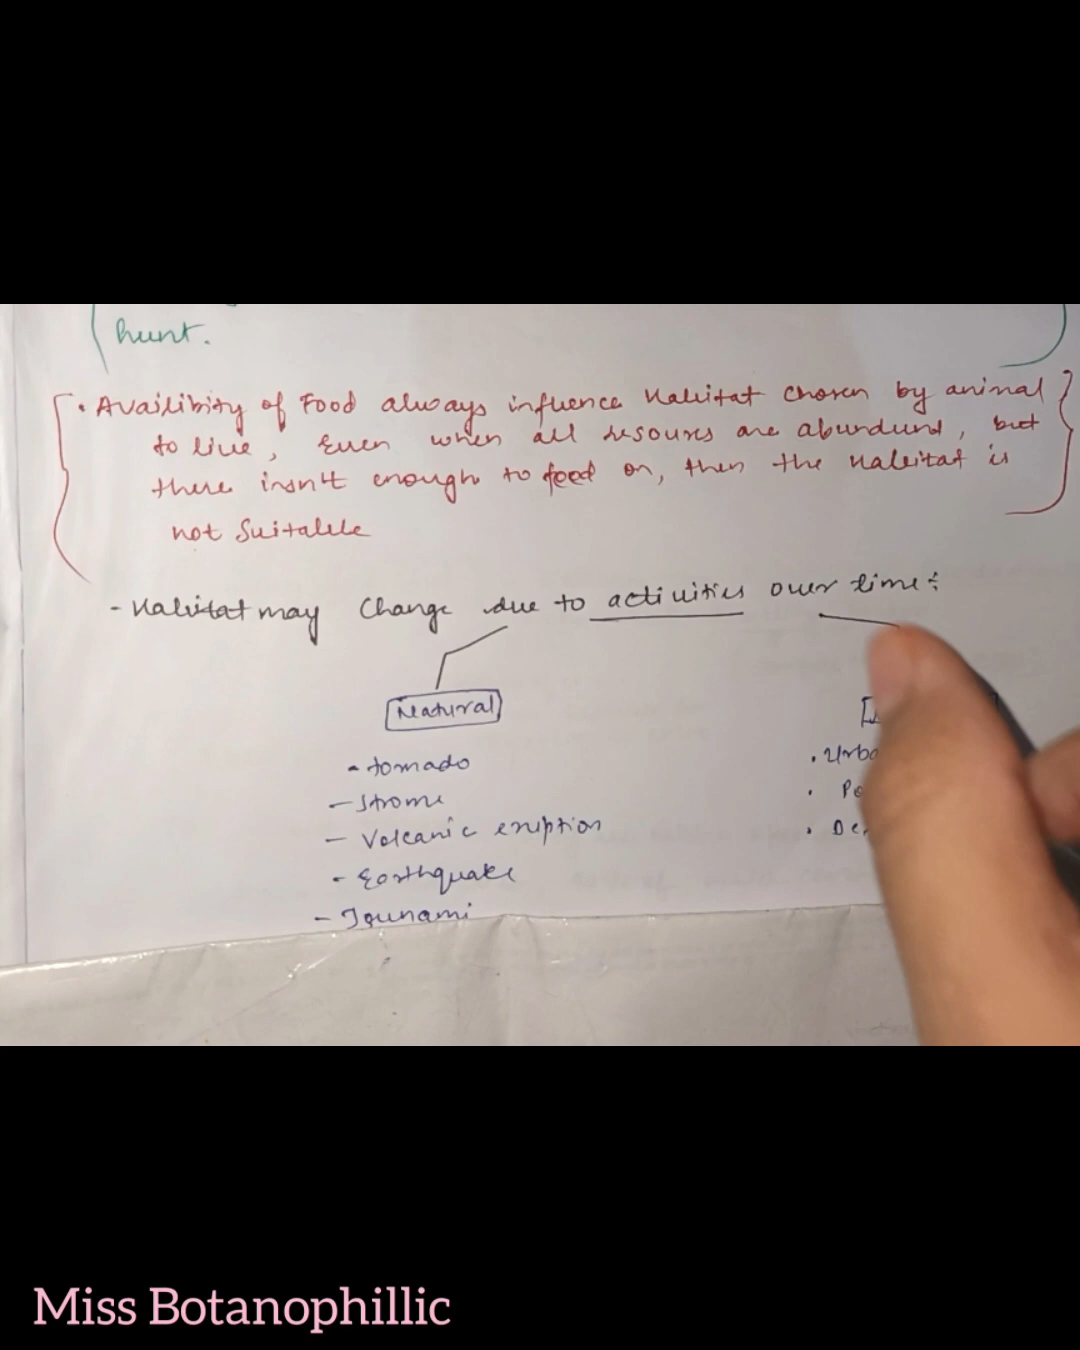 hunt.
• Availibity of Food always influence Habitat chosen by animal
to live, Even when all resources are abundund, but
there insn't enough to feed on, then the Habitat is
not Suitable
- Habitat may Change due to activities over time:
Natural
- tornado
- Strome
- Volcanic eruption
- Earthquake
- Tsunami
Miss Botanophillic